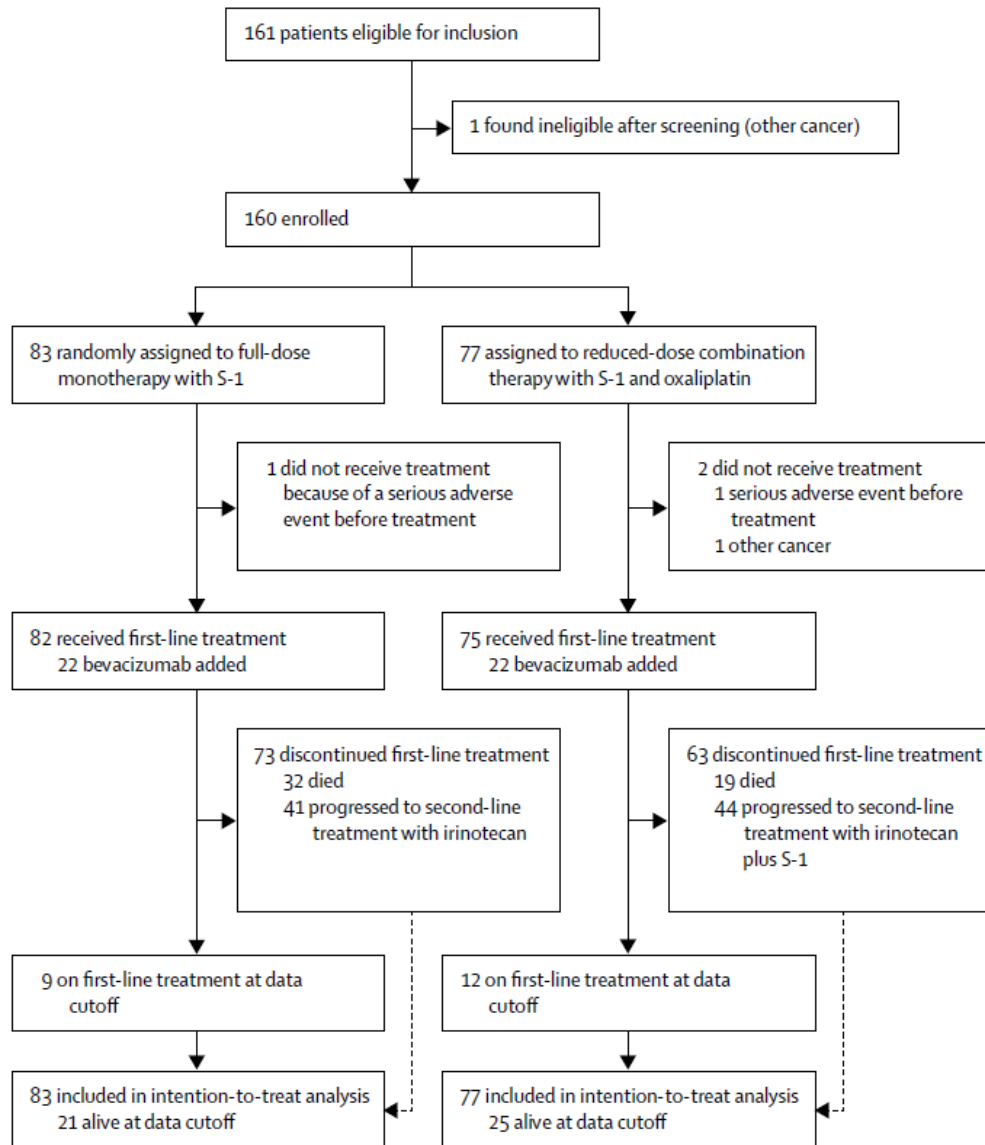 161 patients eligible for inclusion
1 found ineligible after screening (other cancer)
160 enrolled
83 randomly assigned to full-dose
monotherapy with S-1
77 assigned to reduced-dose combination
therapy with S-1 and oxaliplatin
1 did not receive treatment
because of a serious adverse
event before treatment
2 did not receive treatment
1 serious adverse event before
treatment
1 other cancer
82 received first-line treatment
22 bevacizumab added
75 received first-line treatment
22 bevacizumab added
73 discontinued first-line treatment
32 died
41 progressed to second-line
treatment with irinotecan
63 discontinued first-line treatment
19 died
44 progressed to second-line
treatment with irinotecan
plus S-1
9 on first-line treatment at data
cutoff
12 on first-line treatment at data
cutoff
83 included in intention-to-treat analysis
21 alive at data cutoff
77 included in intention-to-treat analysis
25 alive at data cutoff